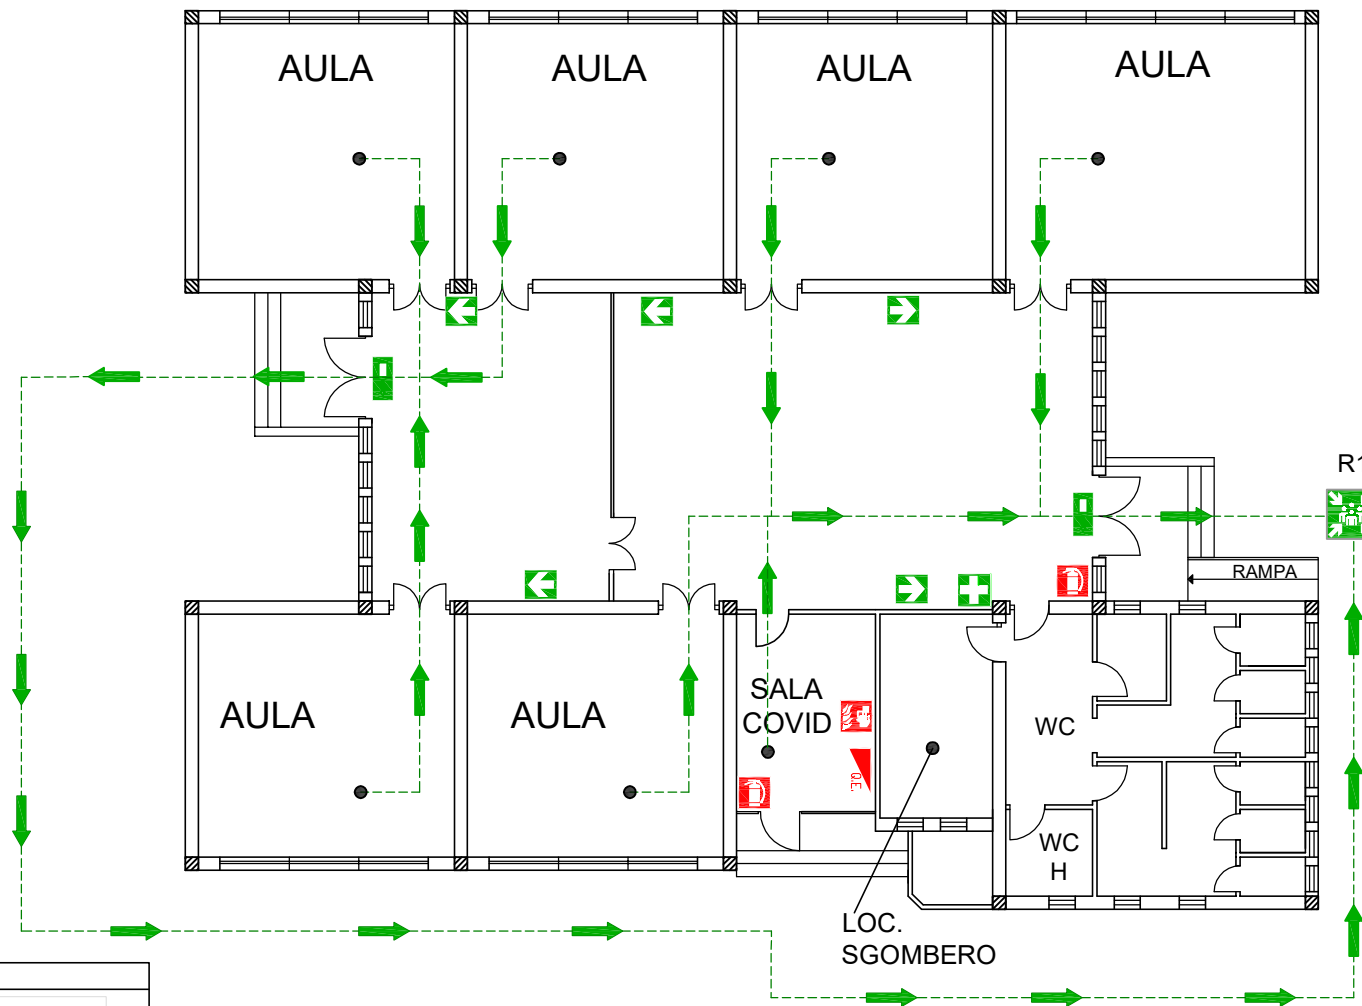 AULA
AULA
AULA
AULA
R1
RAMPA
AULA
AULA
SALA
COVID
WC
Q.E.
WC
H
LOC.
SGOMBERO